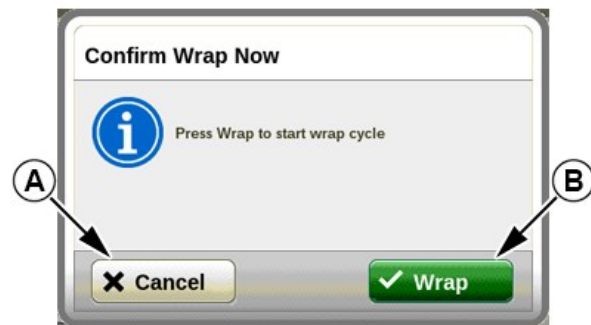 Confirm Wrap Now
Press Wrap to start wrap cycle
A
B
Cancel
Wrap